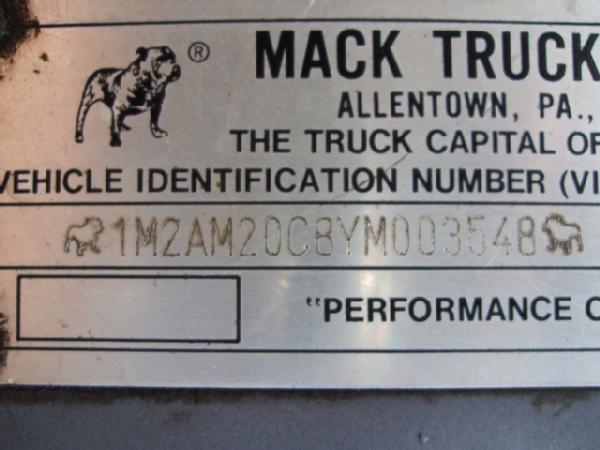 ®
MACK TRUCK
ALLENTOWN, PA.,
THE TRUCK CAPITAL OF
VEHICLE IDENTIFICATION NUMBER (VI
1M2AM20C8YM003548
"PERFORMANCE C